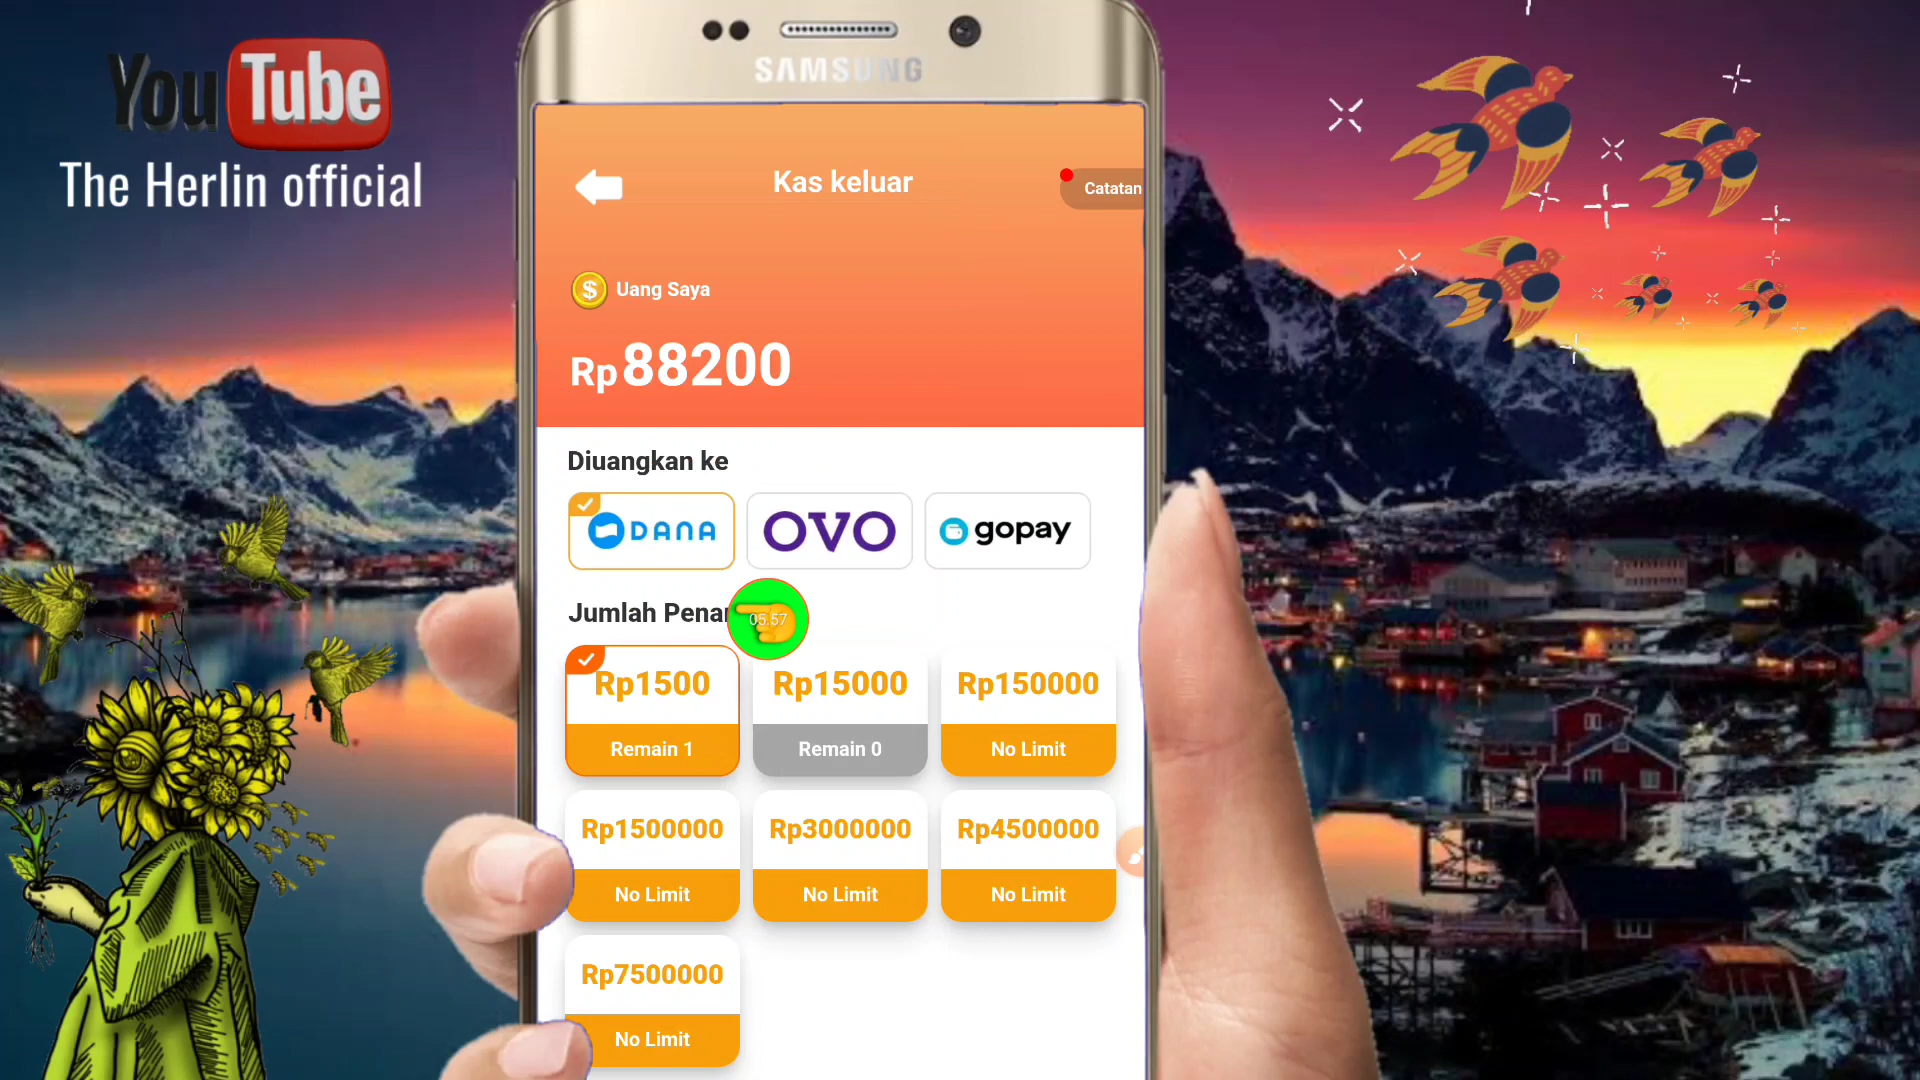 YouTube
The Herlin official
SAMSUNG
Kas keluar
Catatan
Uang Saya
Rp88200
Diuangkan ke
DANA
OVO
gopay
Jumlah
05:57
Rp1500
Rp15000
Rp150000
Remain 1
Remain 0
No Limit
Rp1500000
Rp3000000
Rp4500000
No Limit
No Limit
No Limit
Rp7500000
No Limit